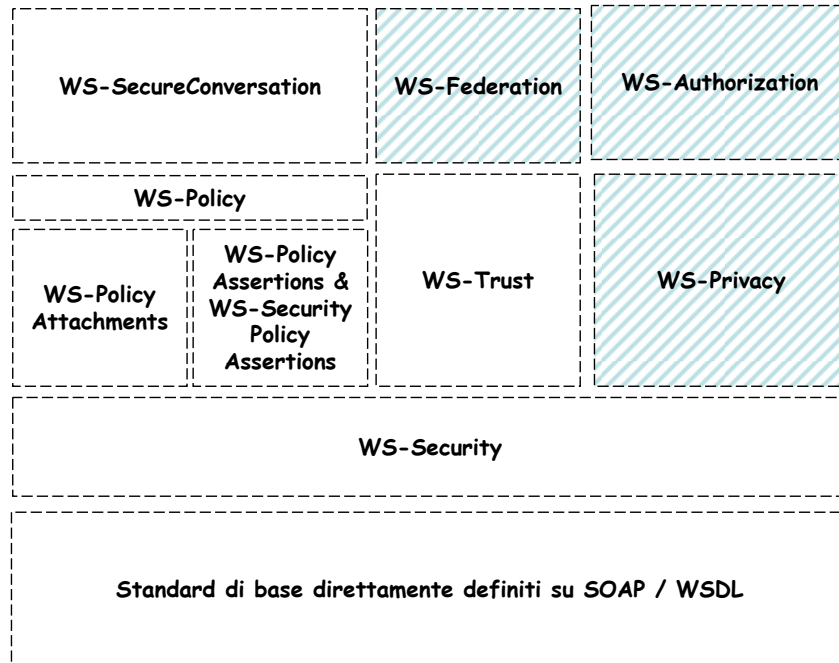 WS-SecureConversation
WS-Federation
WS-Authorization
WS-Policy
WS-Policy
Attachments
WS-Policy
Assertions &
WS-Security
Policy
Assertions
WS-Trust
WS-Privacy
WS-Security
Standard di base direttamente definiti su SOAP / WSDL